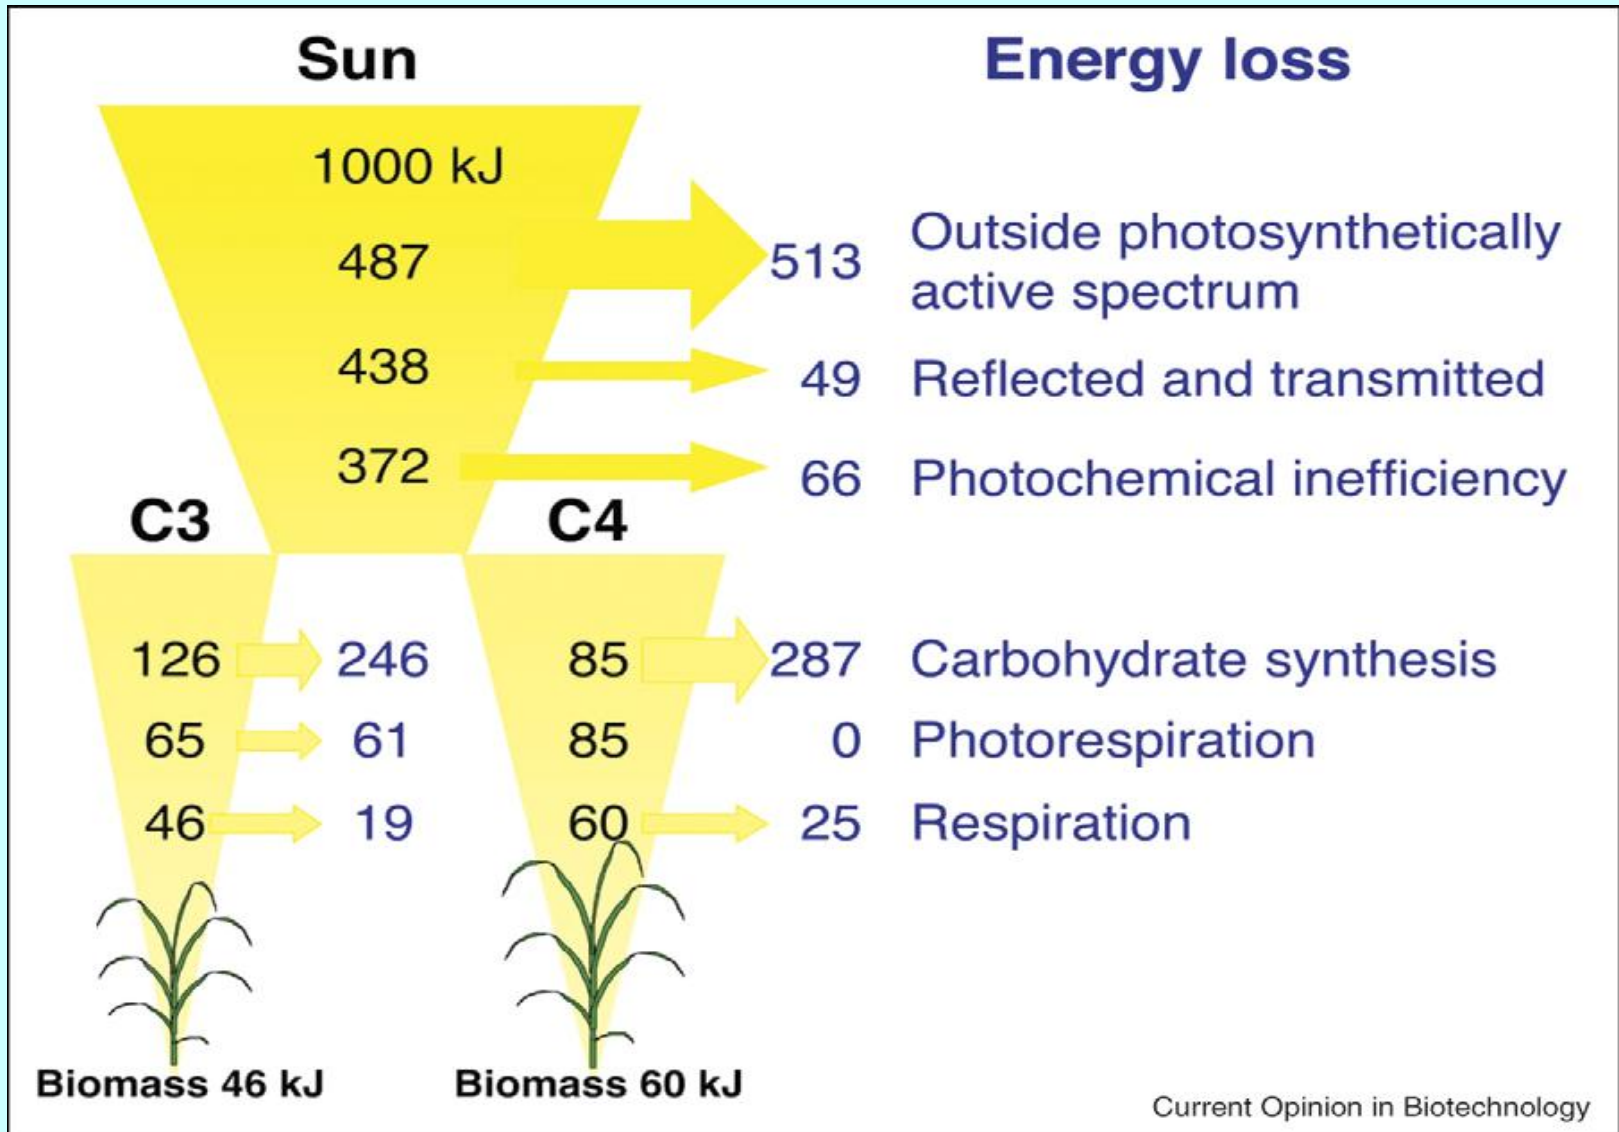 Sun
Energy loss
1000 kJ
487
513
Outside photosynthetically
active spectrum
438
49
Reflected and transmitted
372
66
Photochemical inefficiency
C3
C4
126
246
85
287
Carbohydrate synthesis
65
61
85
0
Photorespiration
46
19
60
25
Respiration
Biomass 46 kJ
Biomass 60 kJ
Current Opinion in Biotechnology